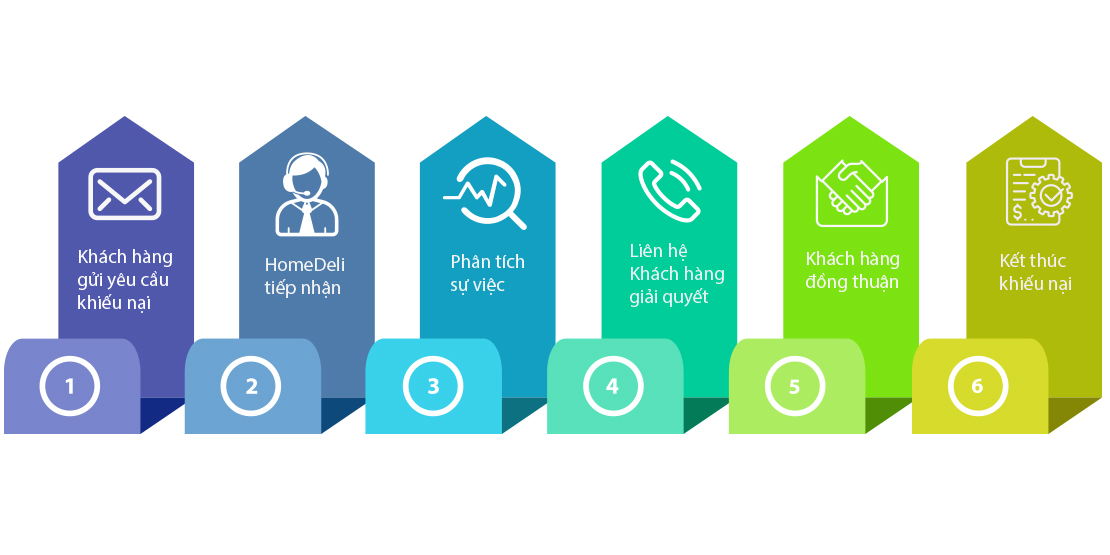 Khách hàng
gửi yêu cầu
khiếu nại
1
HomeDeli
tiếp nhận
2
Phân tích
sự việc
3
Liên hệ
Khách hàng
giải quyết
4
Khách hàng
đồng thuận
5
$
Kết thúc
khiếu nại
6